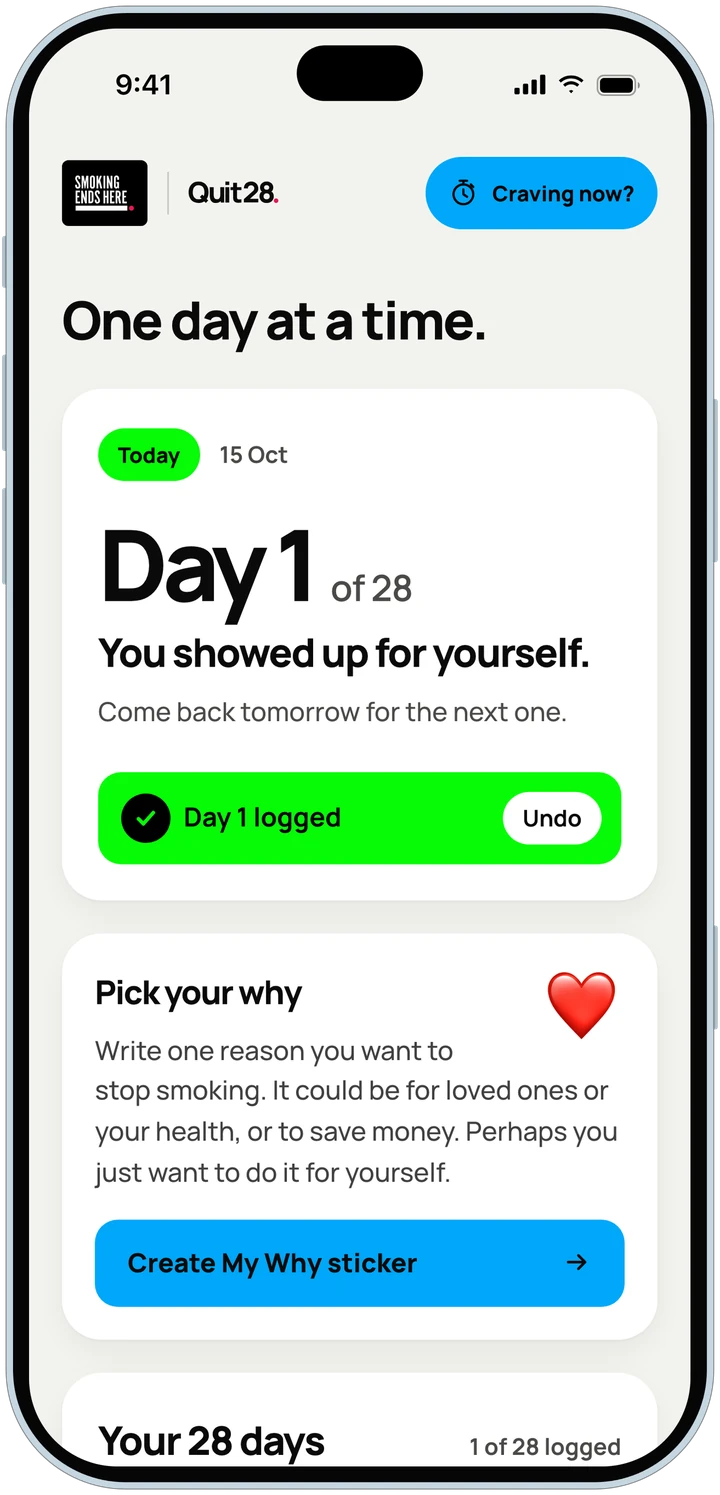 9:41
SMOKING
ENDS HERE.
Quit28.
Craving now?
One day at a time.
Today
15 Oct
Day 1 of 28
You showed up for yourself.
Come back tomorrow for the next one.
Day 1 logged
Undo
Pick your why
Write one reason you want to
stop smoking. It could be for loved ones or
your health, or to save money. Perhaps you
just want to do it for yourself.
Create My Why sticker
Your 28 days
1 of 28 logged